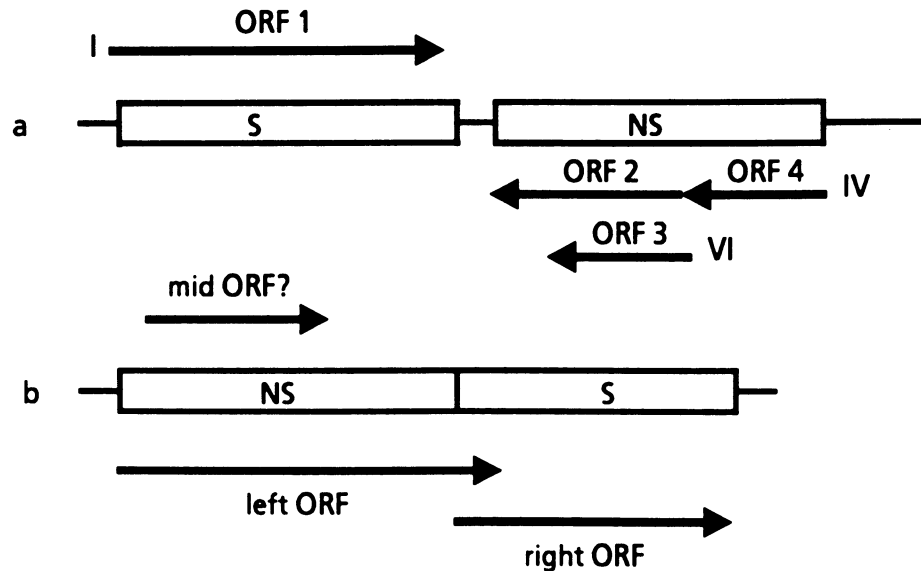 I ORF 1
a S NS
ORF 2 ORF 4 IV
ORF 3 VI
mid ORF?
b NS S
left ORF
right ORF